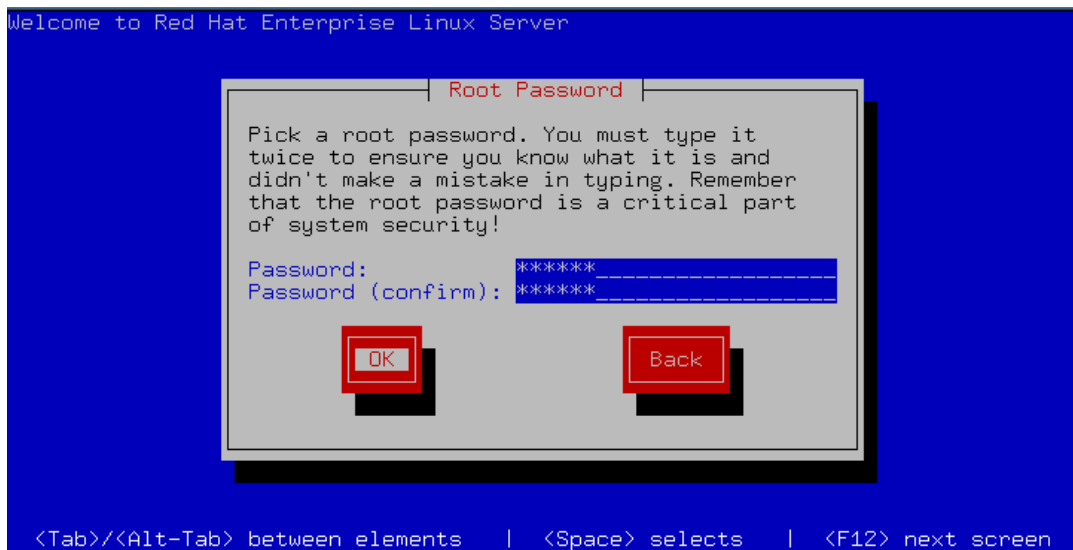 Welcome to Red Hat Enterprise Linux Server
Root Password
Pick a root password. You must type it
twice to ensure you know what it is and
didn't make a mistake in typing. Remember
that the root password is a critical part
of system security!
Password: ******__________________
Password (confirm): ******__________________
OK Back
<Tab>/<Alt-Tab> between elements | <Space> selects | <F12> next screen